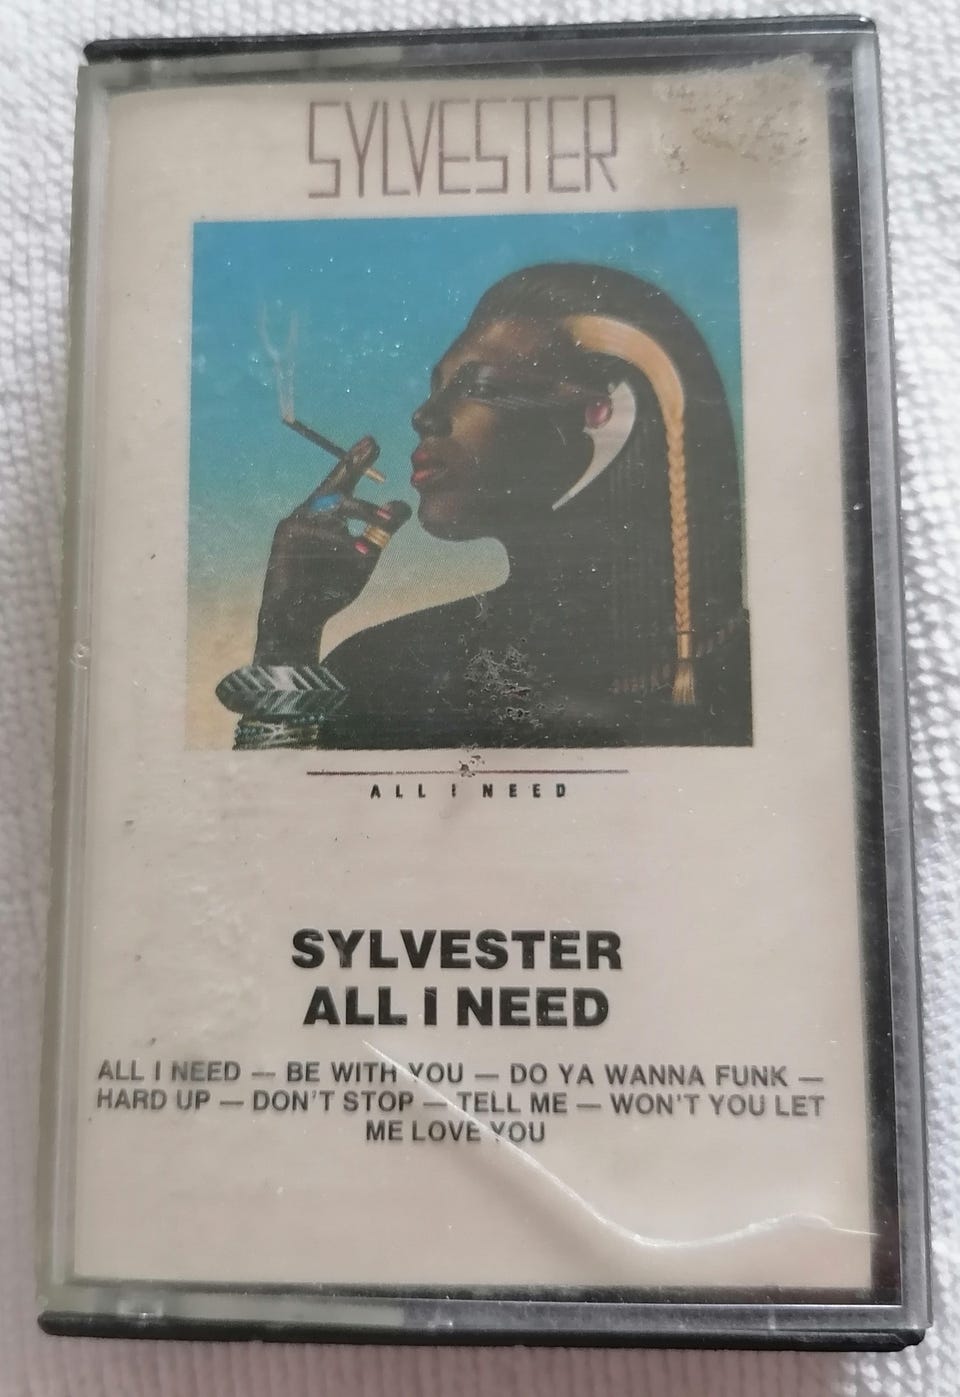 SYLVESTER
ALL I NEED
SYLVESTER
ALL I NEED
ALL I NEED — BE WITH YOU — DO YA WANNA FUNK —
HARD UP — DON'T STOP — TELL ME — WON'T YOU LET
ME LOVE YOU